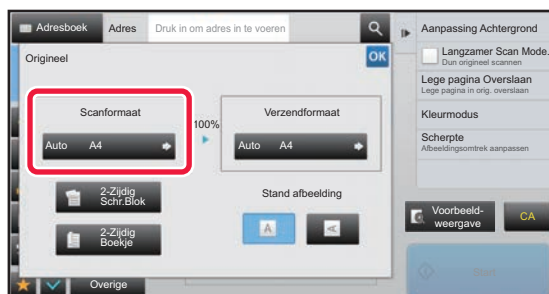 Adresboek
Adres
Druk in om adres in te voeren
Origineel
OK
Scanformaat
Auto A4
100%
Verzendformaat
Auto A4
2-Zijdig
Schr.Blok
2-Zijdig
Boekje
Stand afbeelding
A
A
Overige
Aanpassing Achtergrond
Langzamer Scan Mode.
Dun origineel scannen
Lege pagina Overslaan
Lege pagina in orig. overslaan
Kleurmodus
Scherpte
Afbeeldingsomtrek aanpassen
Voorbeeld-
weergave
CA
Start